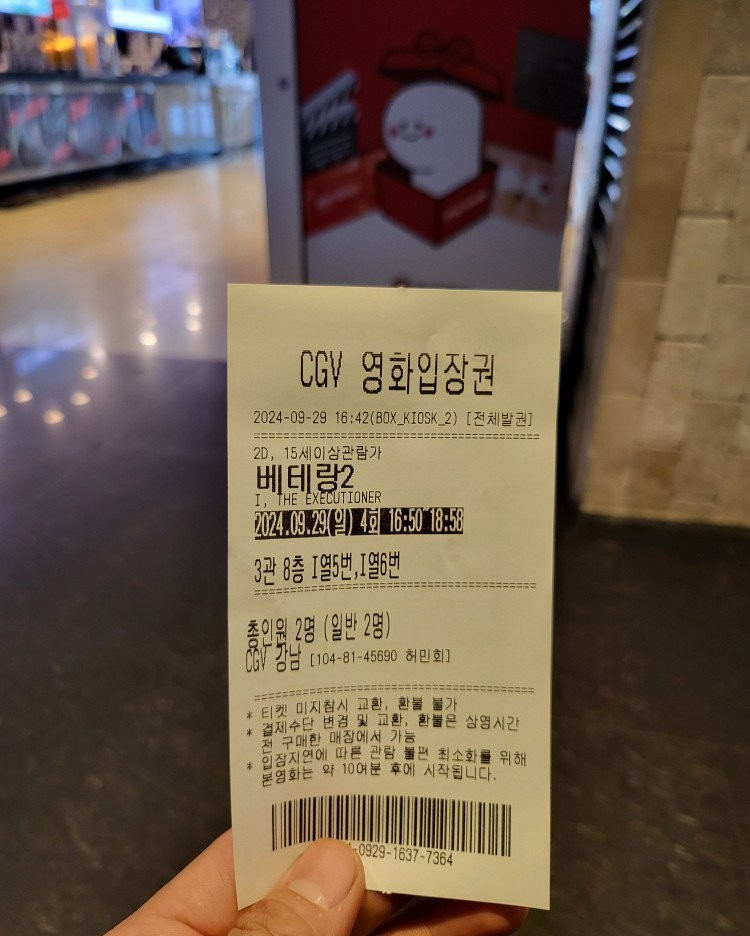 CGV 영화입장권
2024-09-29 16:42(BOX_KIOSK_2) [전체발권]
2D, 15세이상관람가
베테랑2
I, THE EXECUTIONER
2024.09.29(일) 4회 16:50~18:58
3관 8층 I열5번,I열6번
총인원 2명 (일반 2명)
CGV 강남 [104-81-45690 허민회]
* 티켓 미지참시 교환, 환불 불가
* 결제수단 변경 및 교환, 환불은 상영시간
전 구매한 매장에서 가능
* 입장지연에 따른 관람 불편 최소화를 위해
본영화는 약 10여분 후에 시작됩니다.
-0929-1637-7364